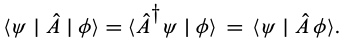 ⟨ψ | Â | ϕ⟩ = ⟨Â†ψ | ϕ⟩ = ⟨ψ | Âϕ⟩.